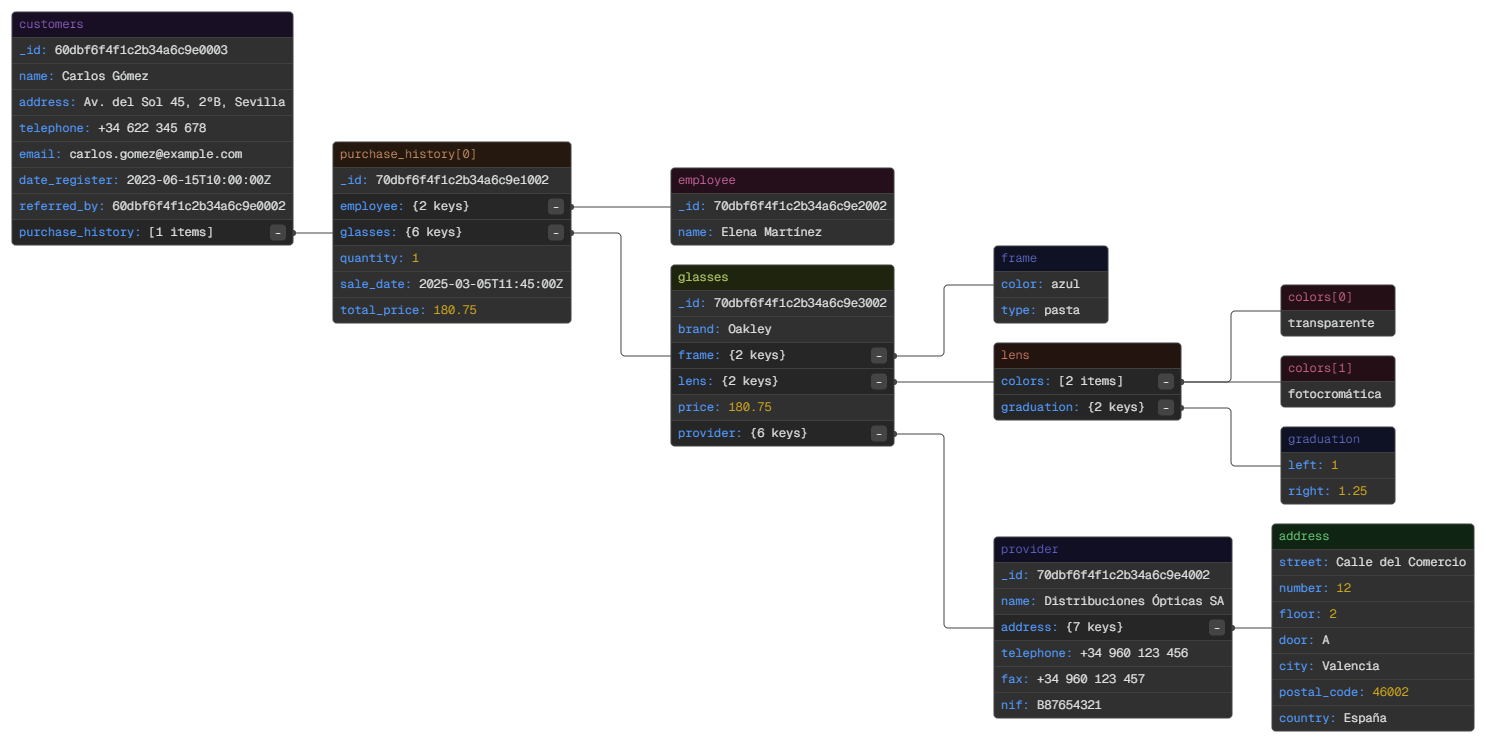 customers
_id: 60dbf6f4f1c2b34a6c9e0003
name: Carlos Gómez
address: Av. del Sol 45, 2ºB, Sevilla
telephone: +34 622 345 678
email: carlos.gomez@example.com
date_register: 2023-06-15T10:00:00Z
referred_by: 60dbf6f4f1c2b34a6c9e0002
purchase_history: [1 items] -
purchase_history[0]
_id: 70dbf6f4f1c2b34a6c9e1002
employee: {2 keys} -
glasses: {6 keys} -
quantity: 1
sale_date: 2025-03-05T11:45:00Z
total_price: 180.75
employee
_id: 70dbf6f4f1c2b34a6c9e2002
name: Elena Martínez
glasses
_id: 70dbf6f4f1c2b34a6c9e3002
brand: Oakley
frame: {2 keys} -
lens: {2 keys} -
price: 180.75
provider: {6 keys} -
frame
color: azul
type: pasta
lens
colors: [2 items] -
graduation: {2 keys} -
colors[0]
transparente
colors[1]
fotocromática
graduation
left: 1
right: 1.25
provider
_id: 70dbf6f4f1c2b34a6c9e4002
name: Distribuciones Ópticas SA
address: {7 keys} -
telephone: +34 960 123 456
fax: +34 960 123 457
nif: B87654321
address
street: Calle del Comercio
number: 12
floor: 2
door: A
city: Valencia
postal_code: 46002
country: España